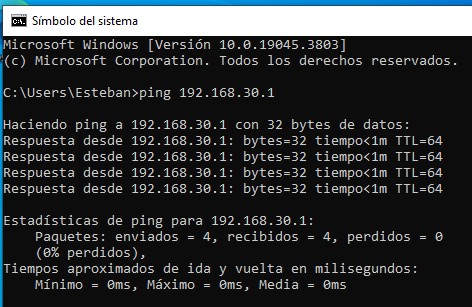 Símbolo del sistema
Microsoft Windows [Versión 10.0.19045.3803]
(c) Microsoft Corporation. Todos los derechos reservados.
C:\Users\Esteban>ping 192.168.30.1
Haciendo ping a 192.168.30.1 con 32 bytes de datos:
Respuesta desde 192.168.30.1: bytes=32 tiempo<1m TTL=64
Respuesta desde 192.168.30.1: bytes=32 tiempo<1m TTL=64
Respuesta desde 192.168.30.1: bytes=32 tiempo<1m TTL=64
Respuesta desde 192.168.30.1: bytes=32 tiempo<1m TTL=64
Estadísticas de ping para 192.168.30.1:
Paquetes: enviados = 4, recibidos = 4, perdidos = 0
(0% perdidos),
Tiempos aproximados de ida y vuelta en milisegundos:
Mínimo = 0ms, Máximo = 0ms, Media = 0ms